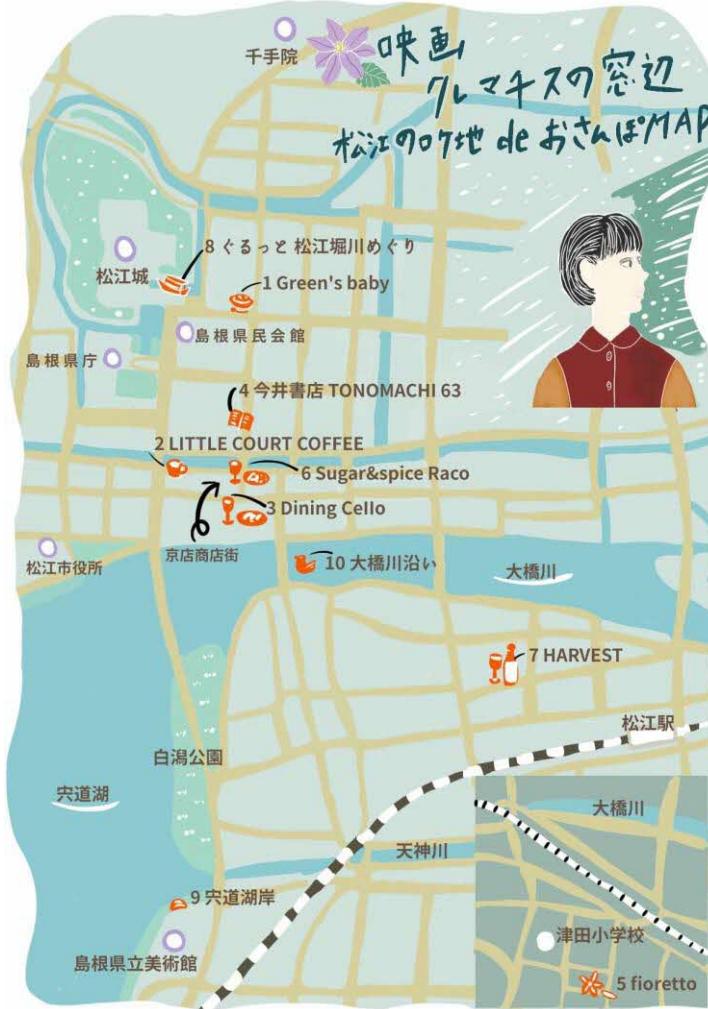 千手院
映画
クレマチスの窓辺
松江のロケ地 de おさんぽMAP
8 ぐるっと 松江堀川めぐり
松江城
1 Green's baby
島根県民会館
島根県庁
4 今井書店 TONOMACHI 63
2 LITTLE COURT COFFEE
6 Sugar&spice Raco
3 Dining Cello
京店商店街
松江市役所
10 大橋川沿い
大橋川
7 HARVEST
松江駅
白潟公園
宍道湖
大橋川
天神川
9 宍道湖岸
津田小学校
島根県立美術館
5 fioretto